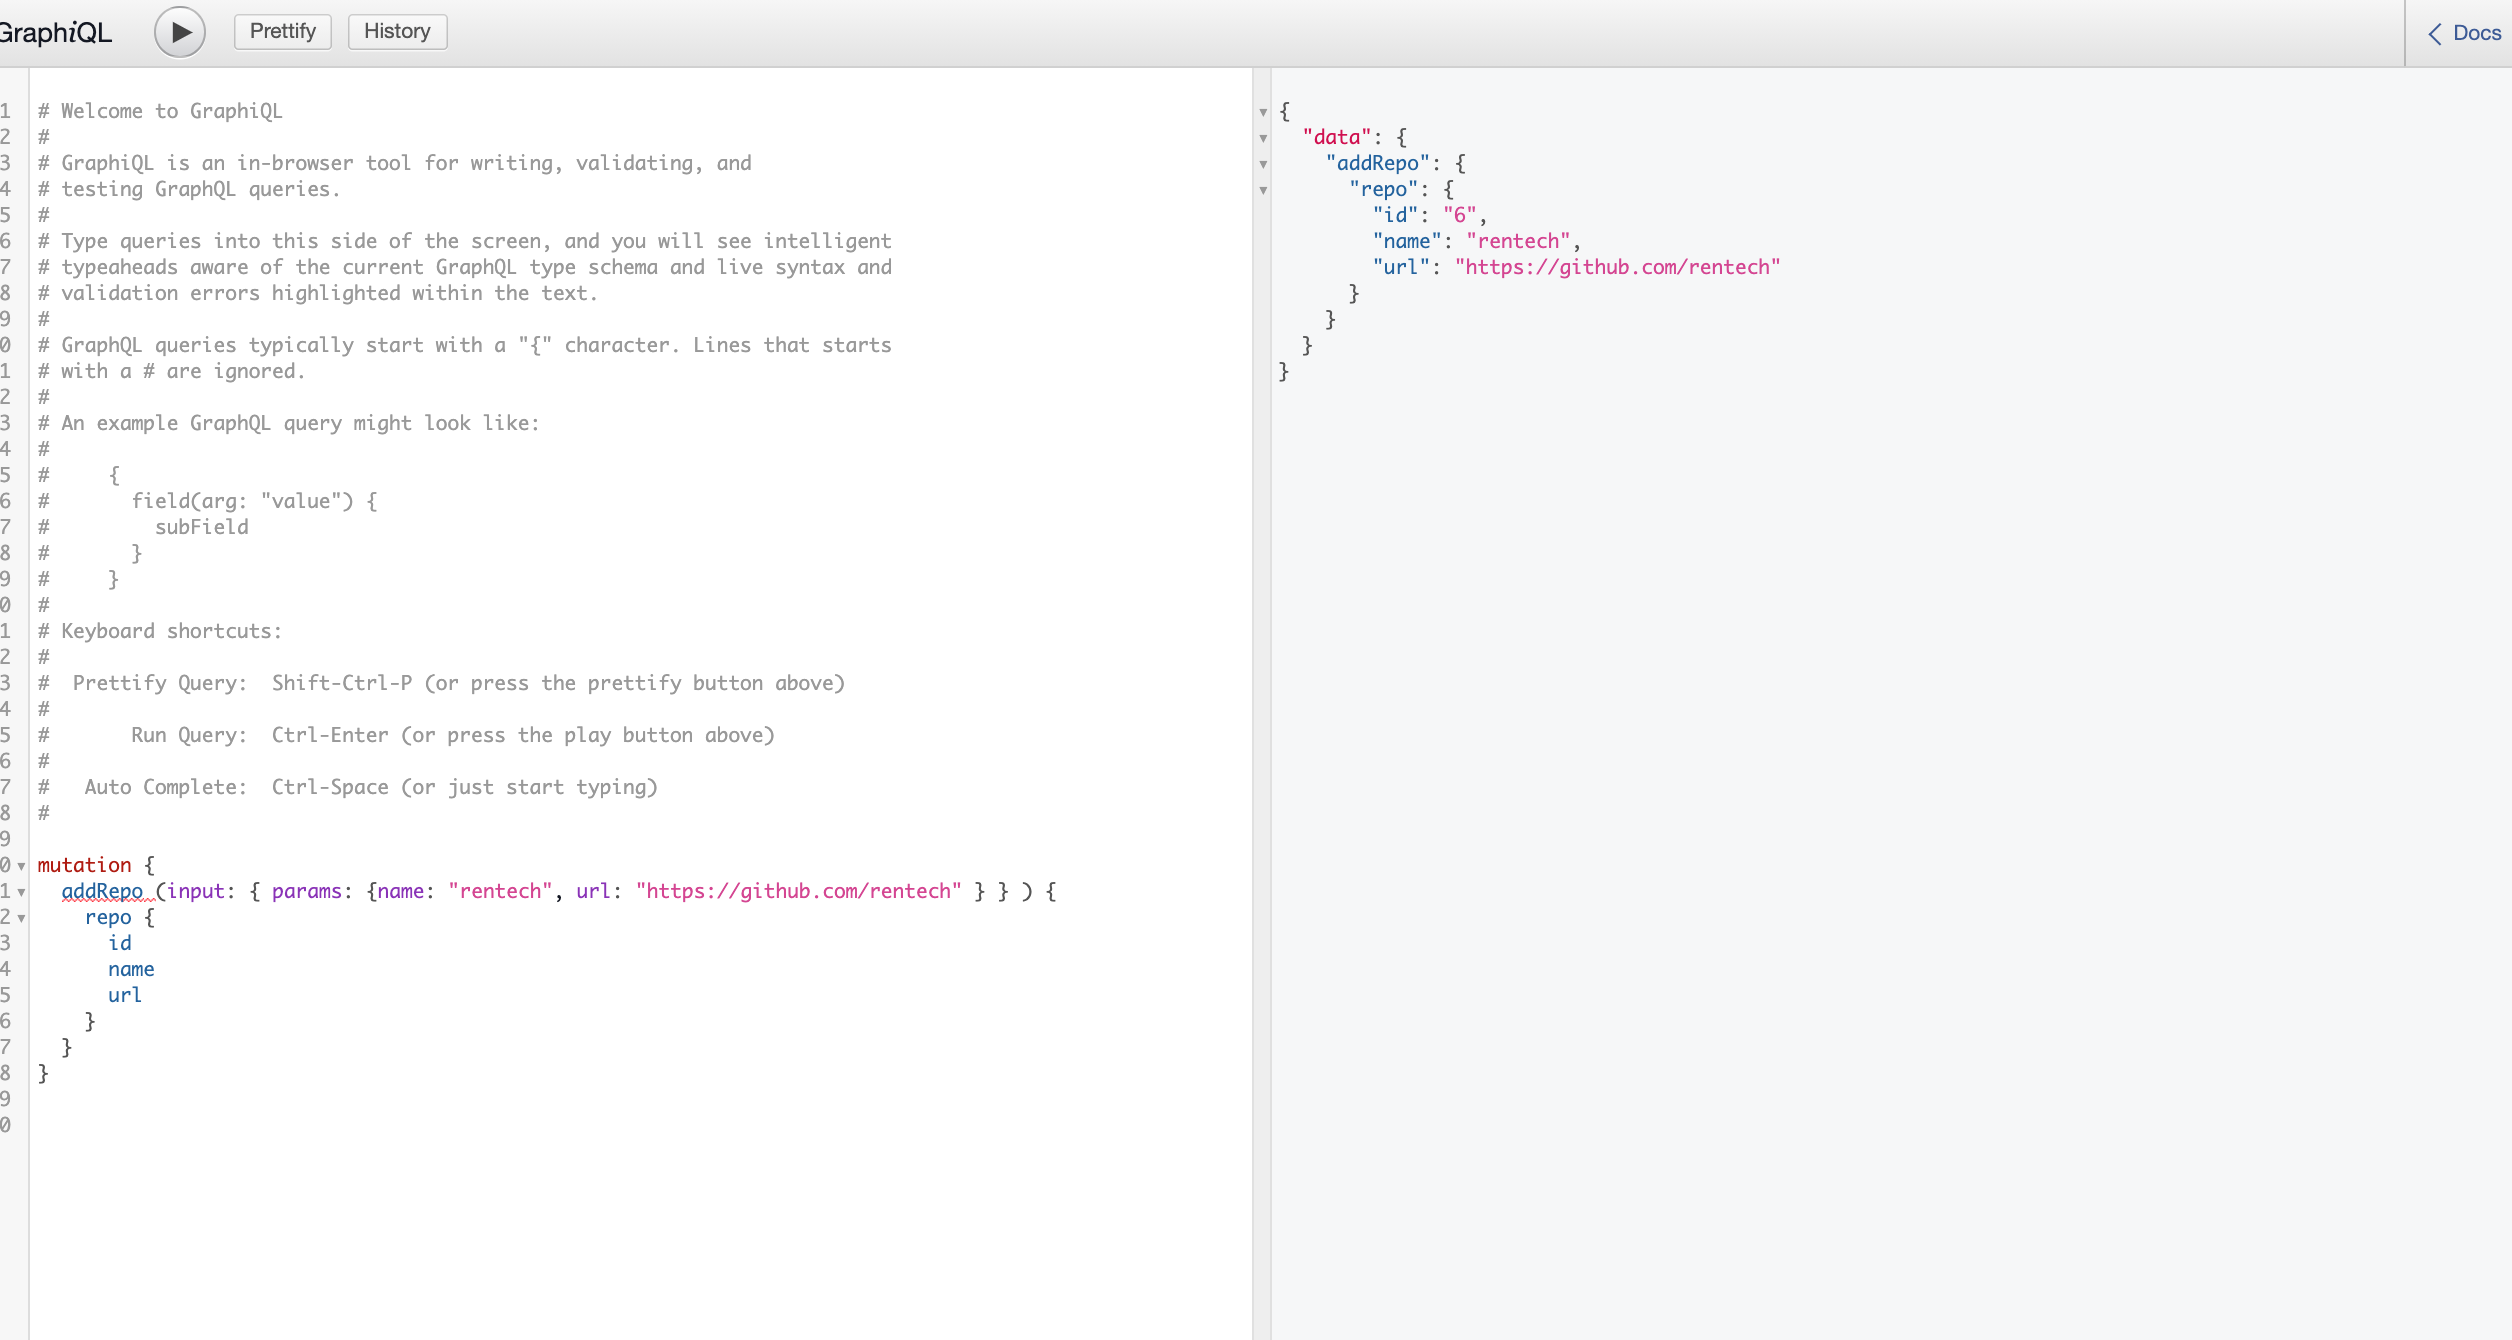 GraphiQL Prettify History Docs
1 # Welcome to GraphiQL
2 #
3 # GraphiQL is an in-browser tool for writing, validating, and
4 # testing GraphQL queries.
5 #
6 # Type queries into this side of the screen, and you will see intelligent
7 # typeaheads aware of the current GraphQL type schema and live syntax and
8 # validation errors highlighted within the text.
9 #
0 # GraphQL queries typically start with a "{" character. Lines that starts
1 # with a # are ignored.
2 #
3 # An example GraphQL query might look like:
4 #
5 #     {
6 #       field(arg: "value") {
7 #         subField
8 #       }
9 #     }
0 #
1 # Keyboard shortcuts:
2 #
3 #  Prettify Query:  Shift-Ctrl-P (or press the prettify button above)
4 #
5 #       Run Query:  Ctrl-Enter (or press the play button above)
6 #
7 #   Auto Complete:  Ctrl-Space (or just start typing)
8 #
9
0 mutation {
1   addRepo (input: { params: {name: "rentech", url: "https://github.com/rentech" } } ) {
2     repo {
3       id
4       name
5       url
6     }
7   }
8 }
9
0
{
  "data": {
    "addRepo": {
      "repo": {
        "id": "6",
        "name": "rentech",
        "url": "https://github.com/rentech"
      }
    }
  }
}